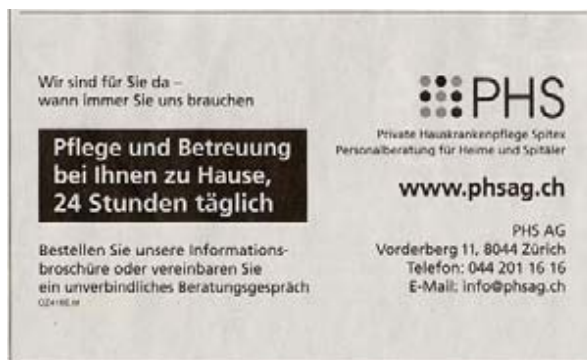 Wir sind für Sie da –
wann immer Sie uns brauchen
Pflege und Betreuung
bei Ihnen zu Hause,
24 Stunden täglich
Bestellen Sie unsere Informations-
broschüre oder vereinbaren Sie
ein unverbindliches Beratungsgespräch
PHS
Private Hauskrankenpflege Spitex
Personalberatung für Heime und Spitäler
www.phsag.ch
PHS AG
Vorderberg 11, 8044 Zürich
Telefon: 044 201 16 16
E-Mail: info@phsag.ch